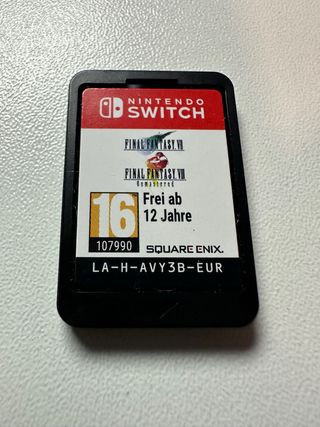 NINTENDO
SWITCH
FINAL FANTASY VII
FINAL FANTASY VIII
Remastered
16
107990
Frei ab
12 Jahre
SQUARE ENIX.
LA-H-AVY3B-EUR